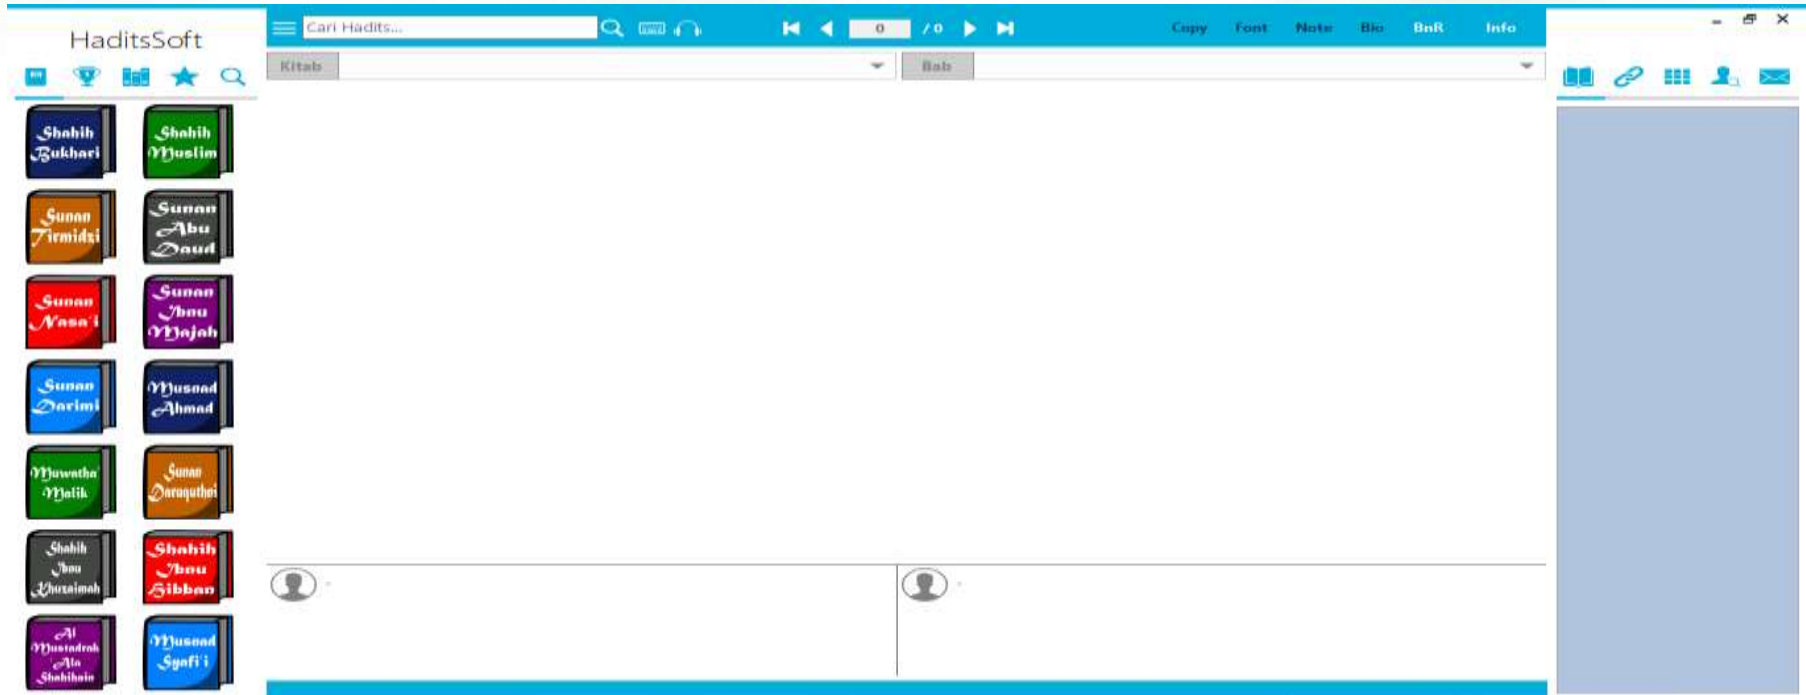 HaditsSoft
Cari Hadits...
0 / 0
Copy Font Note Bio BnR Info
Kitab
Bab
Shahih
Bukhari
Shahih
Muslim
Sunan
Tirmidzi
Sunan
Abu
Daud
Sunan
Nasa'i
Sunan
Ibnu
Majah
Sunan
Darimi
Musnad
Ahmad
Muwatha'
Malik
Sunan
Daruquthni
Shahih
Ibnu
Khuzaimah
Shahih
Ibnu
Hibban
Al
Mustadrak
'Ala
Shahihain
Musnad
Syafi'i